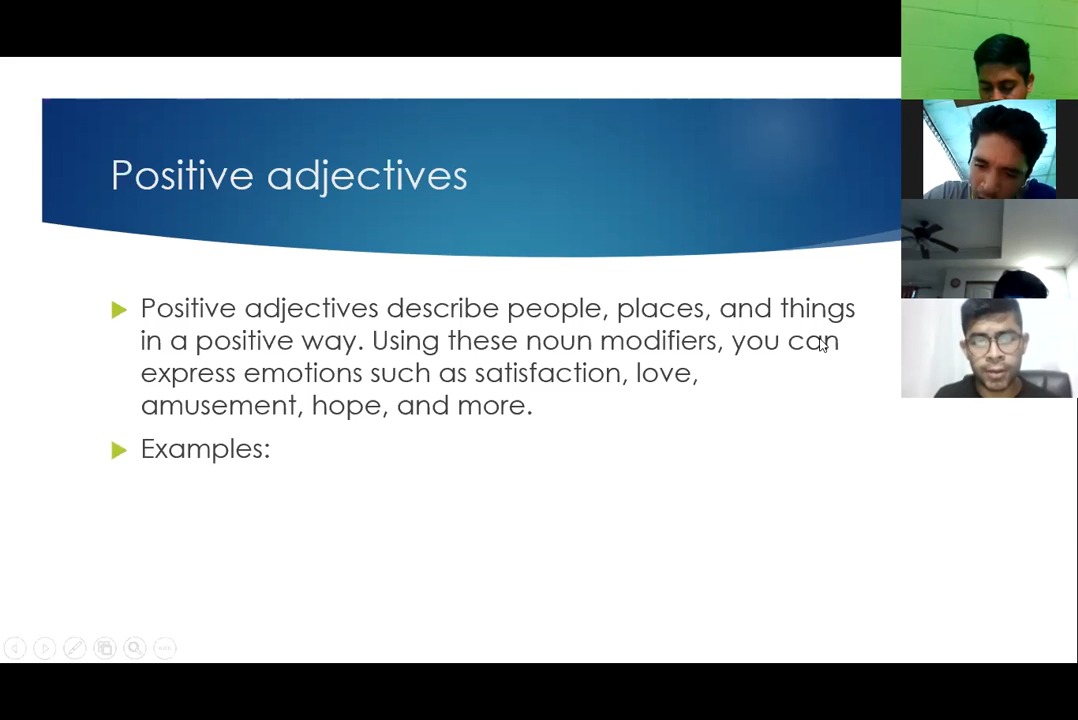 Positive adjectives
Positive adjectives describe people, places, and things
in a positive way. Using these noun modifiers, you can
express emotions such as satisfaction, love,
amusement, hope, and more.
Examples: